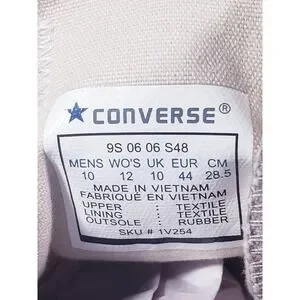 CONVERSE®
9S 06 06 S48
MENS WO'S UK EUR CM
10 12 10 44 28.5
MADE IN VIETNAM
FABRIQUÉ EN VIETNAM
UPPER : TEXTILE
LINING : TEXTILE
OUTSOLE : RUBBER
SKU # 1V254